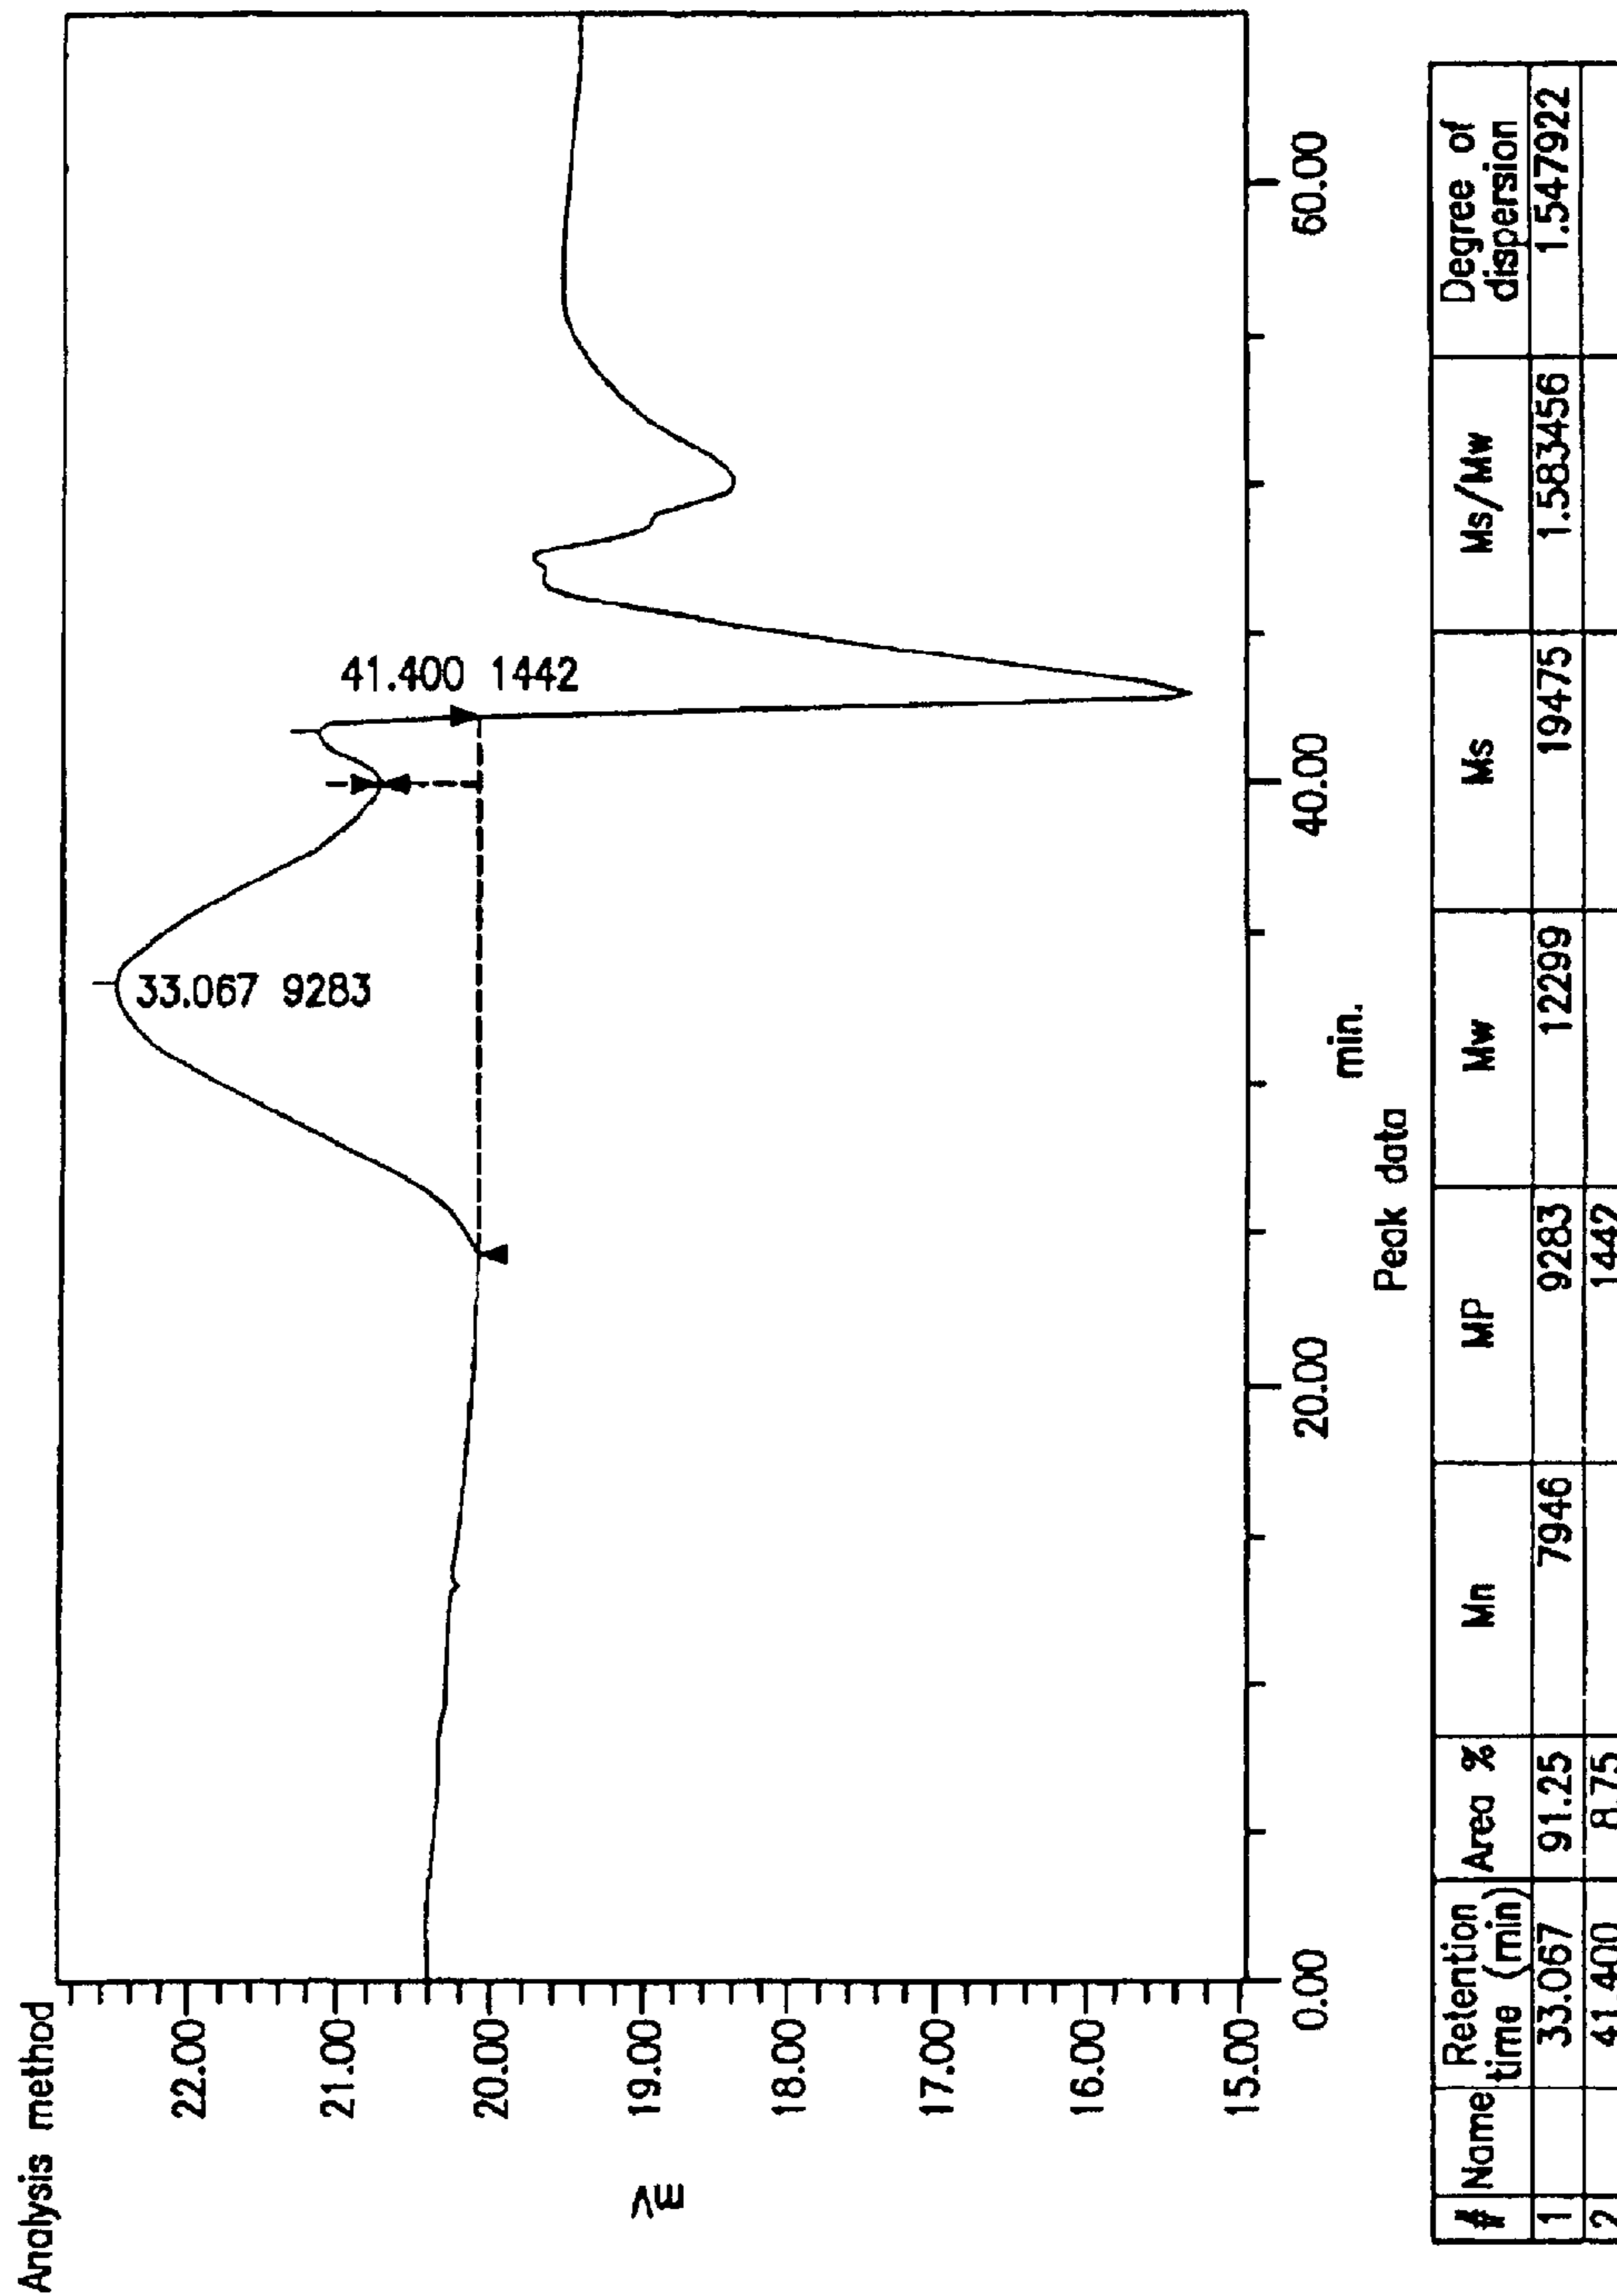 Analysis method
mV
22.00
21.00
20.00
19.00
18.00
17.00
16.00
15.00
33.067 9283
41.400 1442
0.00 20.00 40.00 60.00
min.
Peak data
# Name Retention time (min) Area % Mn MP Mw Ms Ms/Mw Degree of dispersion
1 33.067 91.25 7946 9283 12299 19475 1.583456 1.547922
2 41.400 8.75 1442